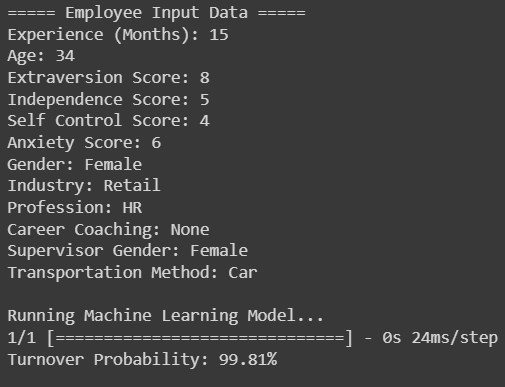 ===== Employee Input Data =====
Experience (Months): 15
Age: 34
Extraversion Score: 8
Independence Score: 5
Self Control Score: 4
Anxiety Score: 6
Gender: Female
Industry: Retail
Profession: HR
Career Coaching: None
Supervisor Gender: Female
Transportation Method: Car
Running Machine Learning Model...
1/1 [==============================] - 0s 24ms/step
Turnover Probability: 99.81%